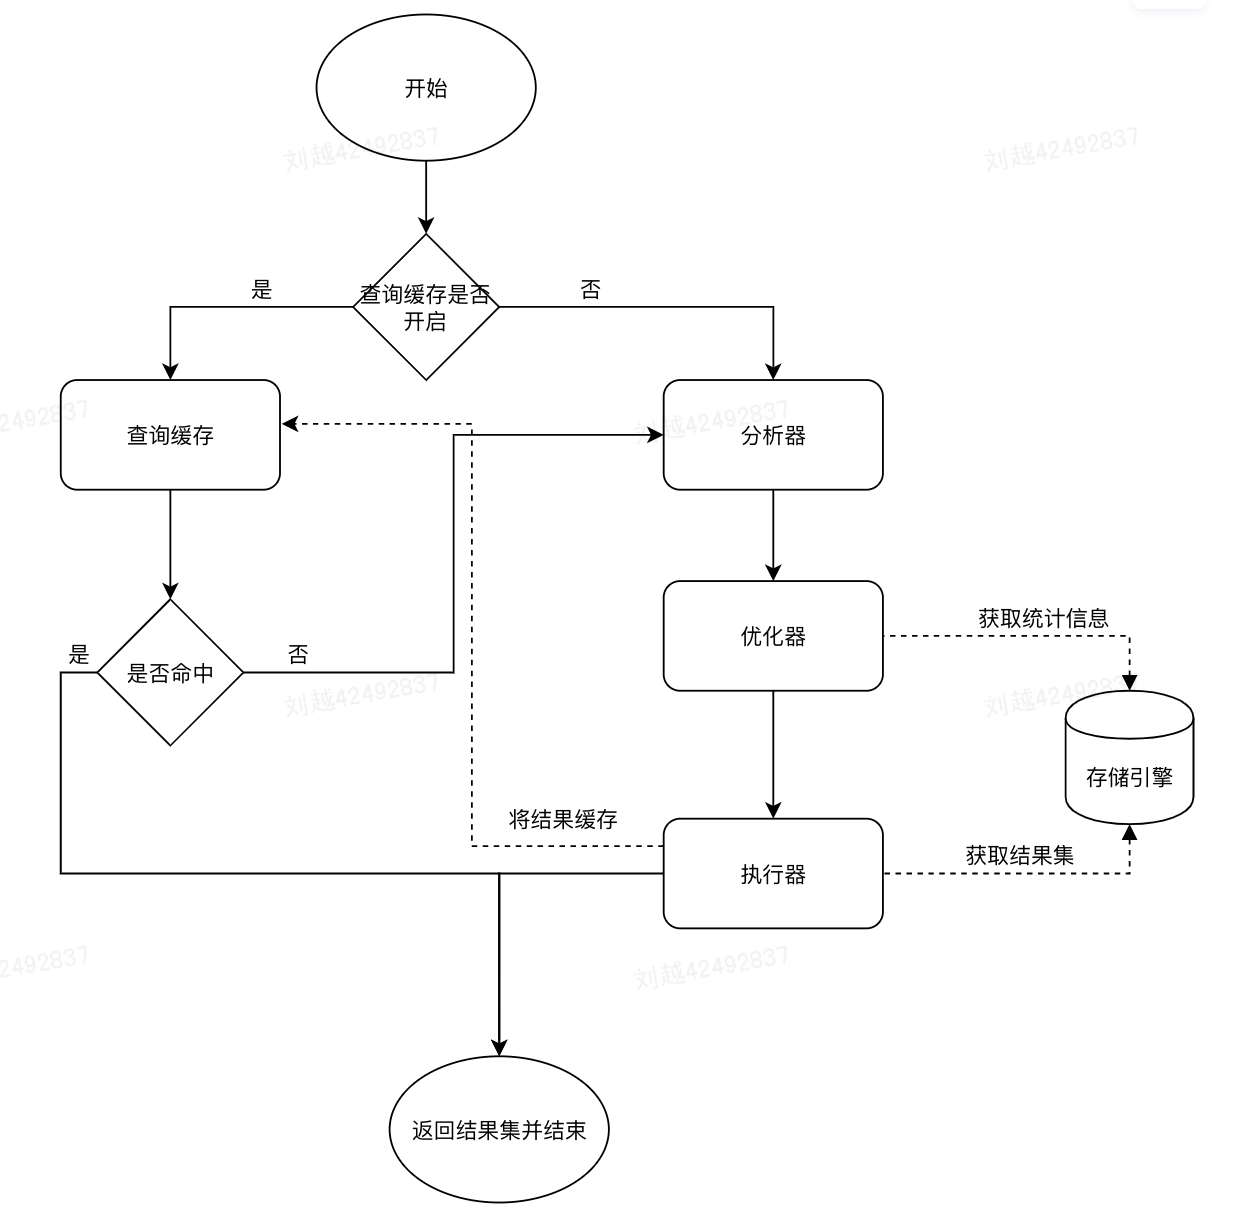 开始
刘越42492837
刘越42492837
查询缓存是否
开启
是
否
查询缓存
分析器
2492837
刘越42492837
优化器
获取统计信息
是
是否命中
否
刘越42492837
刘越42492837
存储引擎
将结果缓存
执行器
获取结果集
2492837
刘越42492837
返回结果集并结束